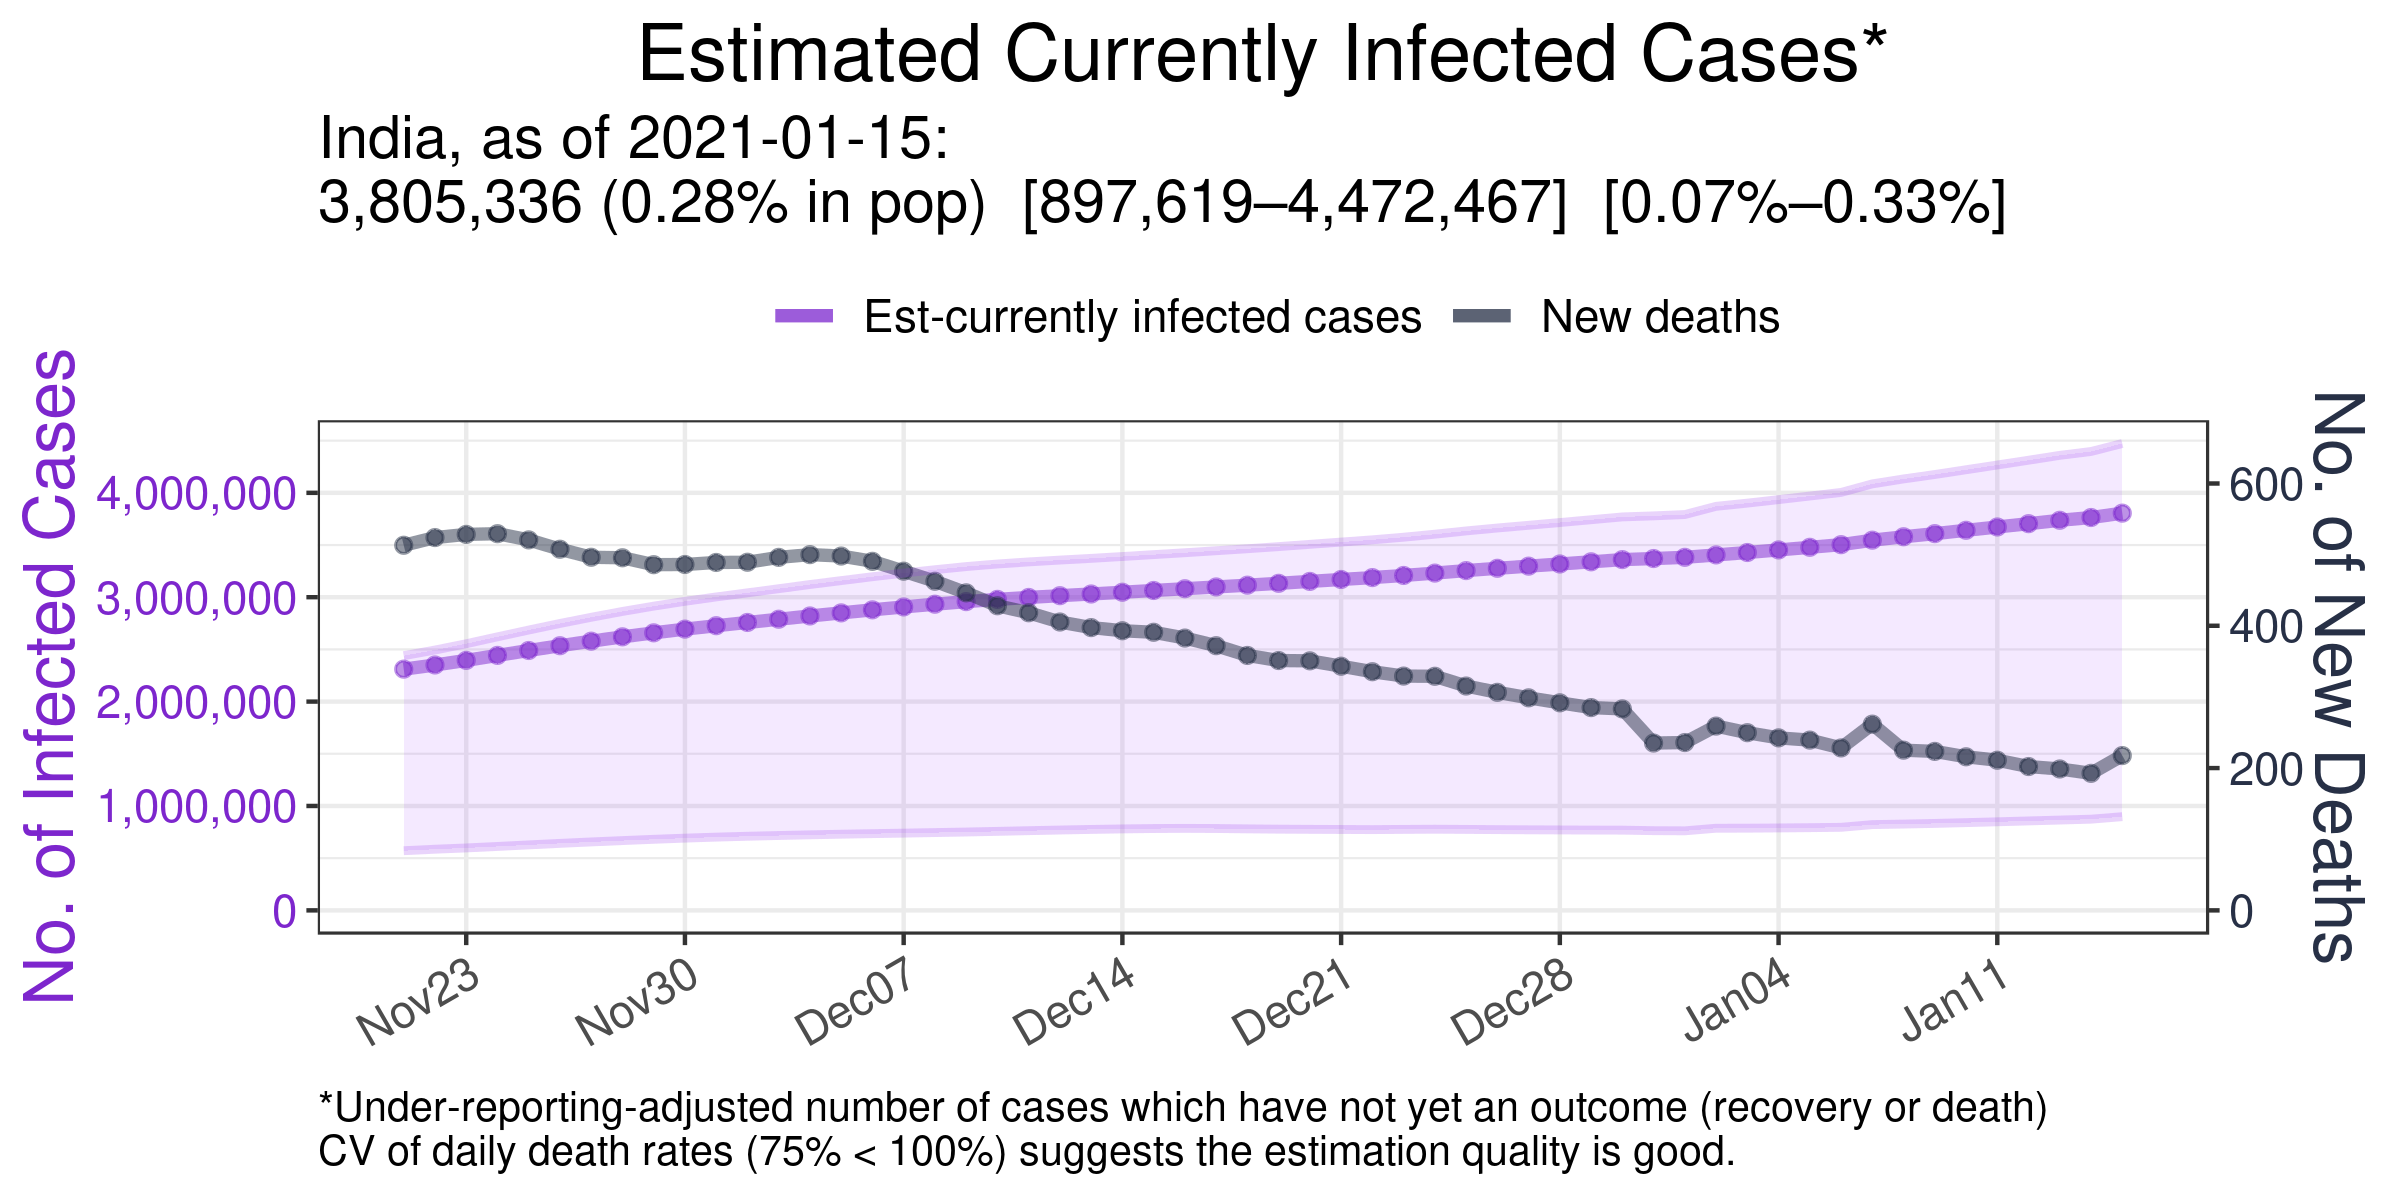 Estimated Currently Infected Cases*
India, as of 2021-01-15:
3,805,336 (0.28% in pop)  [897,619–4,472,467]  [0.07%–0.33%]
Est-currently infected cases
New deaths
No. of Infected Cases
4,000,000
3,000,000
2,000,000
1,000,000
0
600
400
200
0
No. of New Deaths
Nov23
Nov30
Dec07
Dec14
Dec21
Dec28
Jan04
Jan11
*Under-reporting-adjusted number of cases which have not yet an outcome (recovery or death)
CV of daily death rates (75% < 100%) suggests the estimation quality is good.